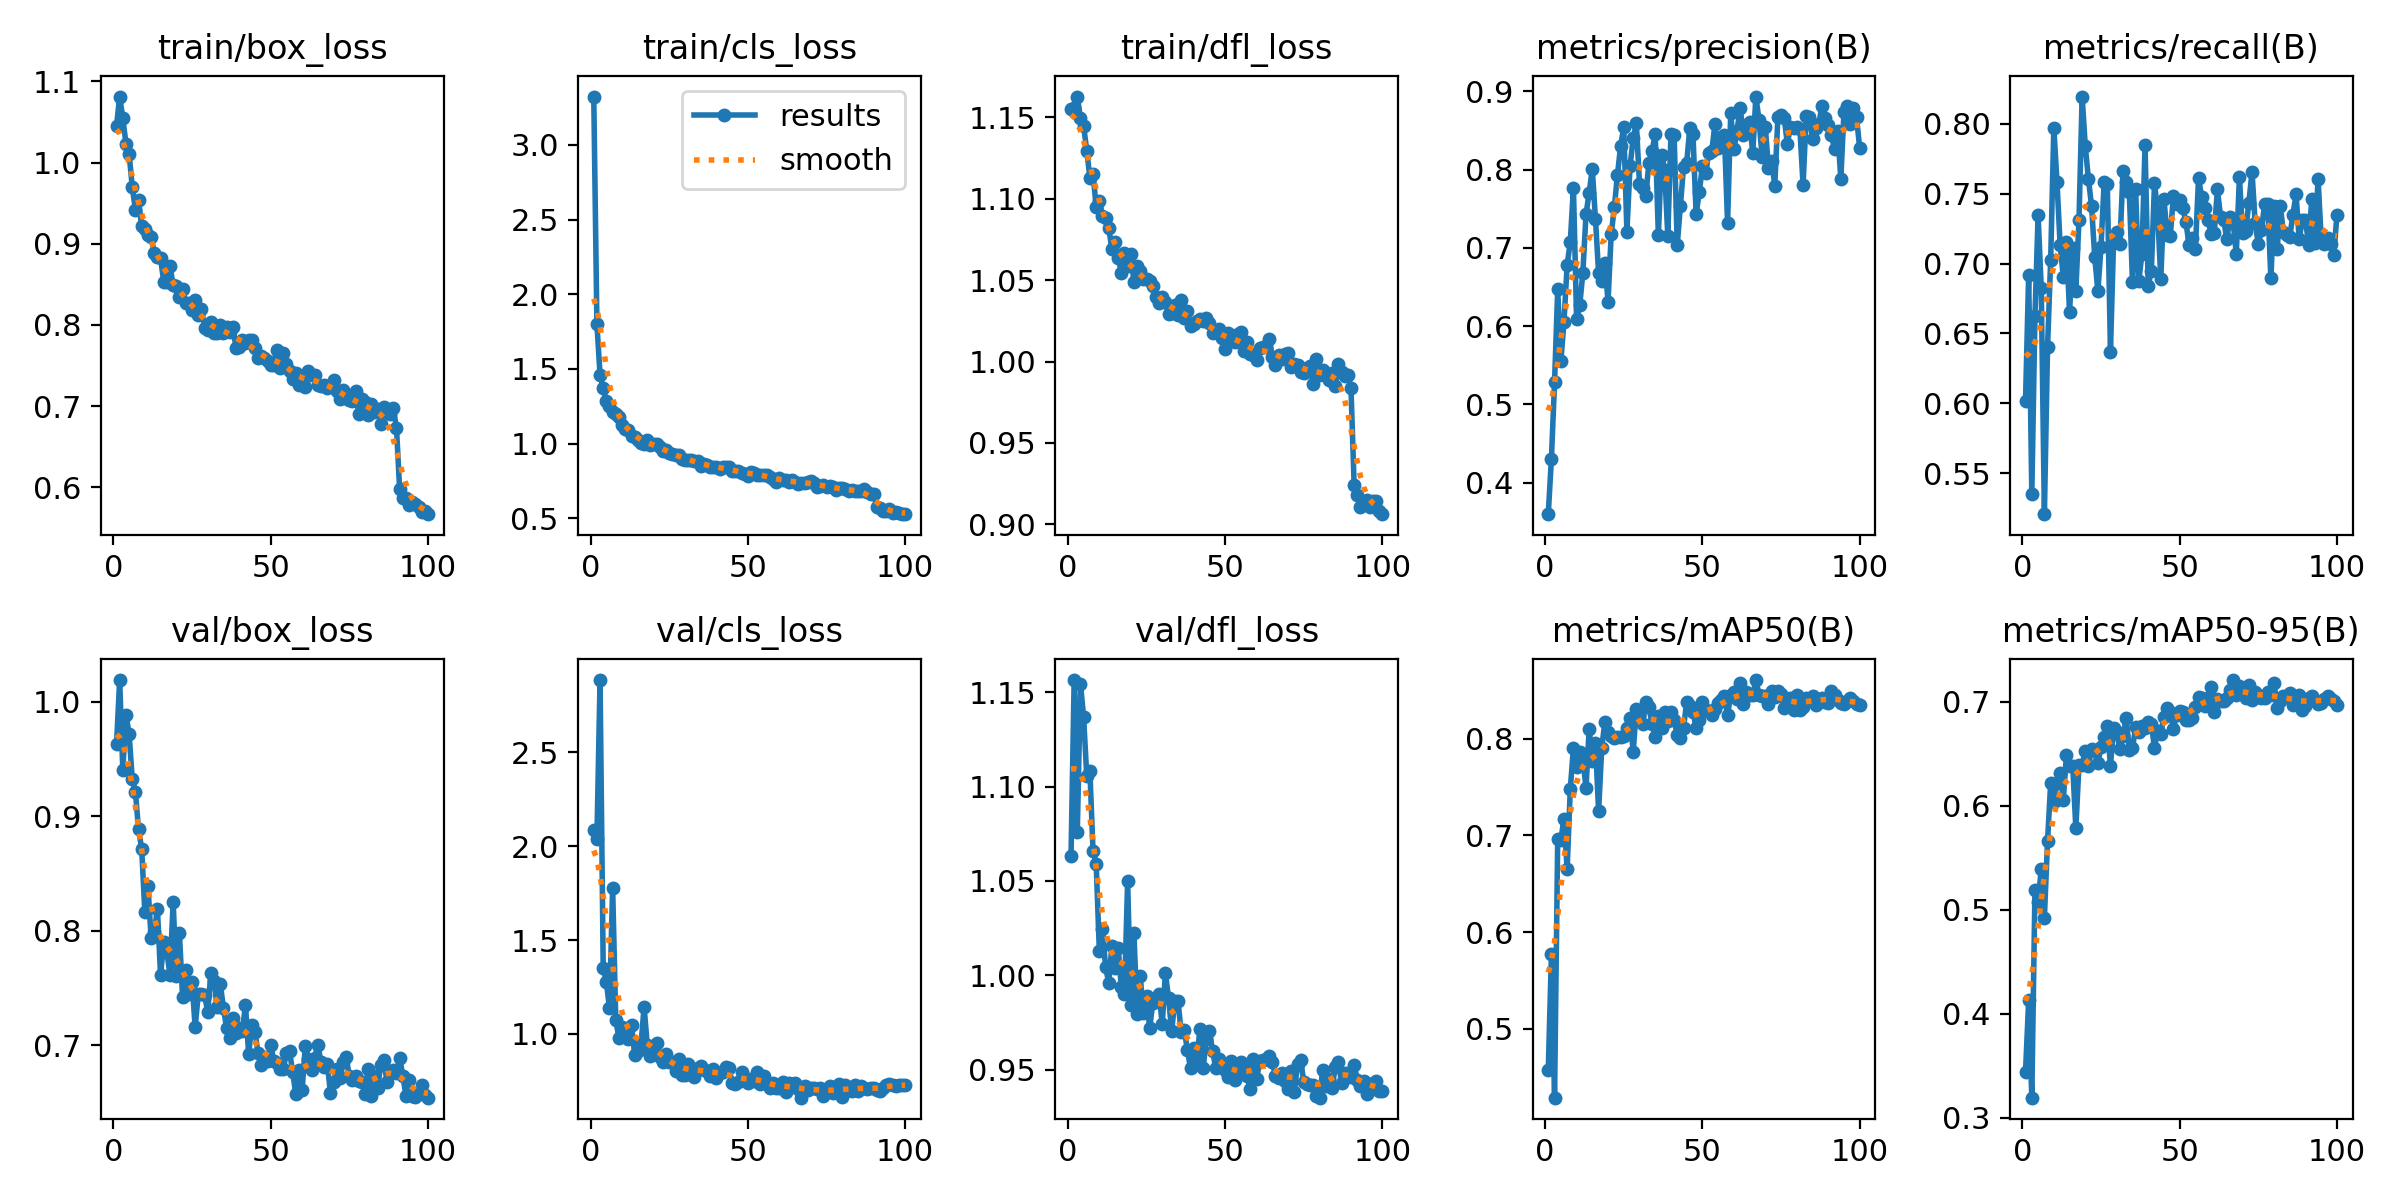 train/box_loss
1.1
1.0
0.9
0.8
0.7
0.6
0 50 100
train/cls_loss
results
smooth
3.0
2.5
2.0
1.5
1.0
0.5
0 50 100
train/dfl_loss
1.15
1.10
1.05
1.00
0.95
0.90
0 50 100
metrics/precision(B)
0.9
0.8
0.7
0.6
0.5
0.4
0 50 100
metrics/recall(B)
0.80
0.75
0.70
0.65
0.60
0.55
0 50 100
val/box_loss
1.0
0.9
0.8
0.7
0 50 100
val/cls_loss
2.5
2.0
1.5
1.0
0 50 100
val/dfl_loss
1.15
1.10
1.05
1.00
0.95
0 50 100
metrics/mAP50(B)
0.8
0.7
0.6
0.5
0 50 100
metrics/mAP50-95(B)
0.7
0.6
0.5
0.4
0.3
0 50 100